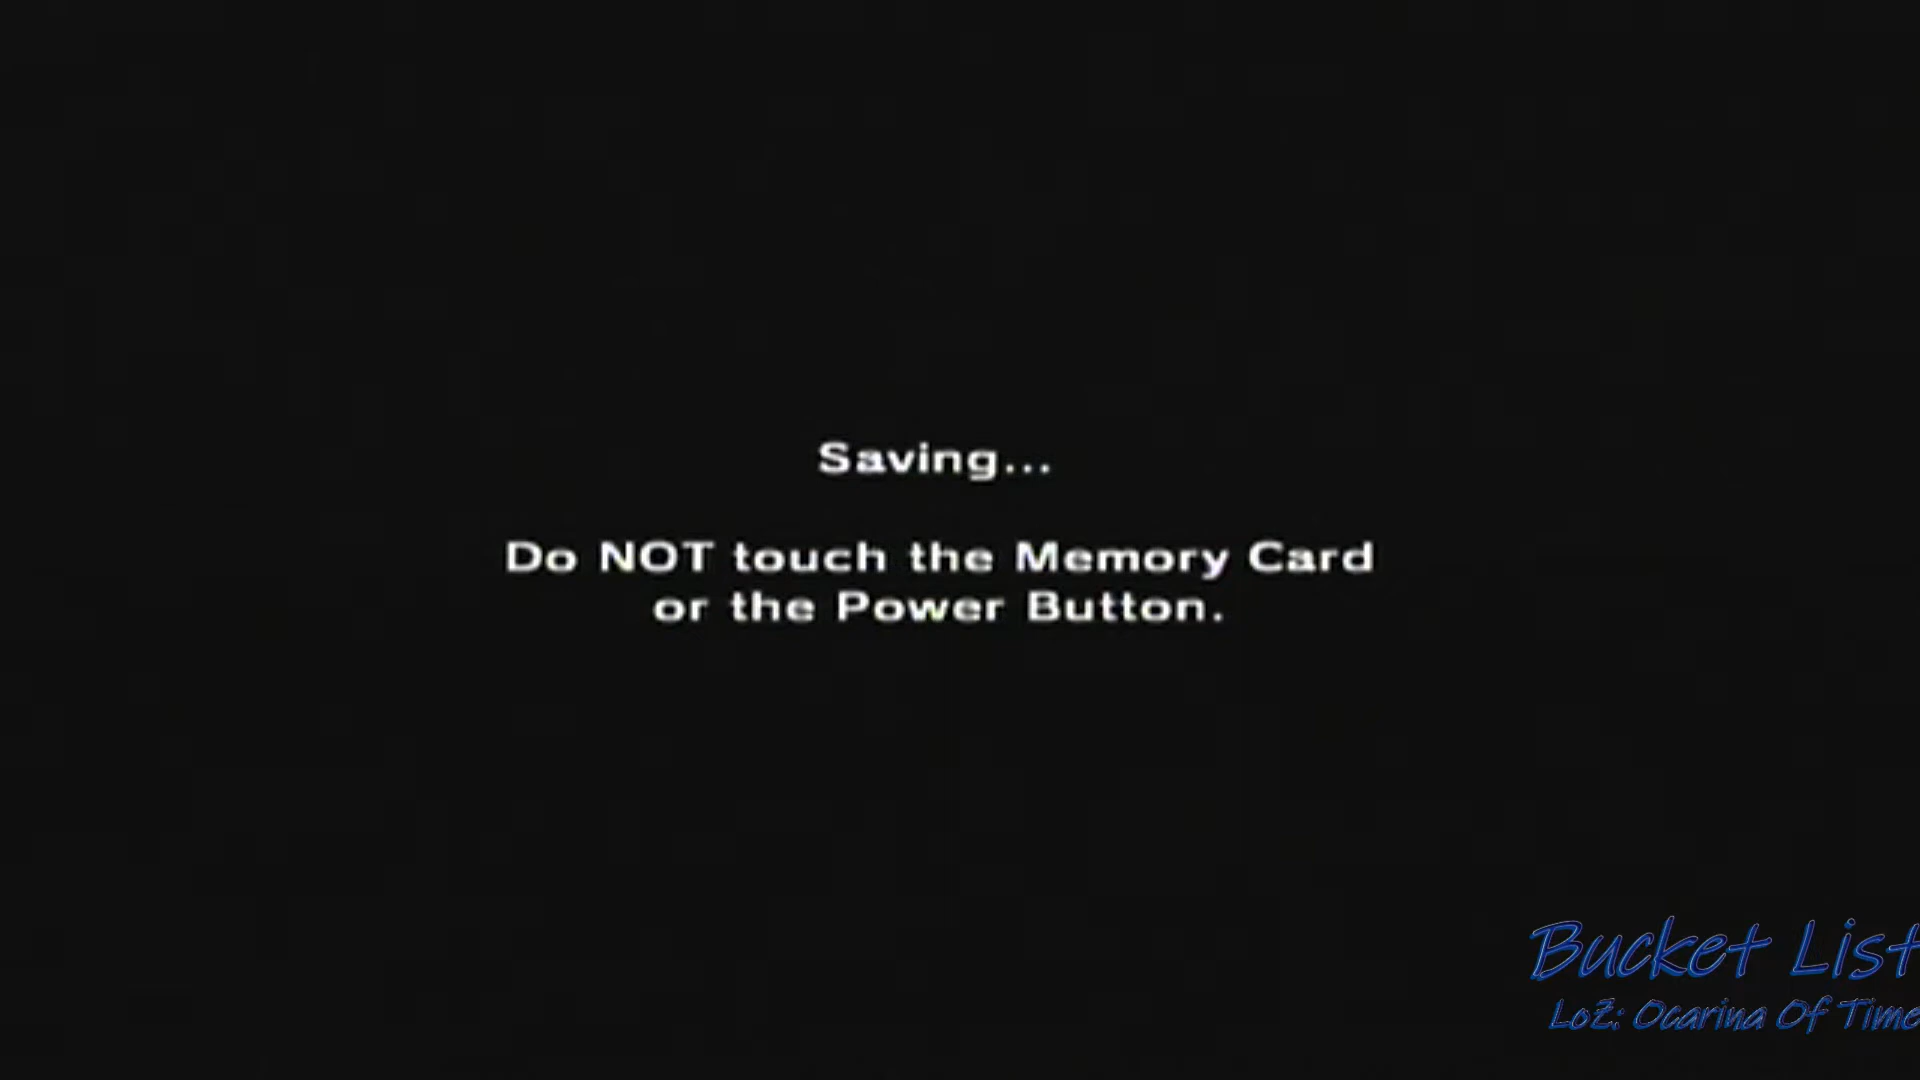 Saving...
Do NOT touch the Memory Card
or the Power Button.
Bucket List
LoZ: Ocarina Of Time